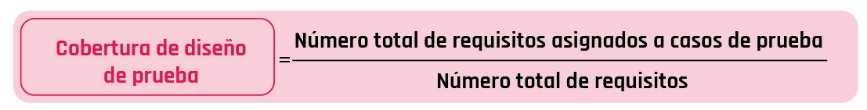 Cobertura de diseño
de prueba
=
Número total de requisitos asignados a casos de prueba
Número total de requisitos